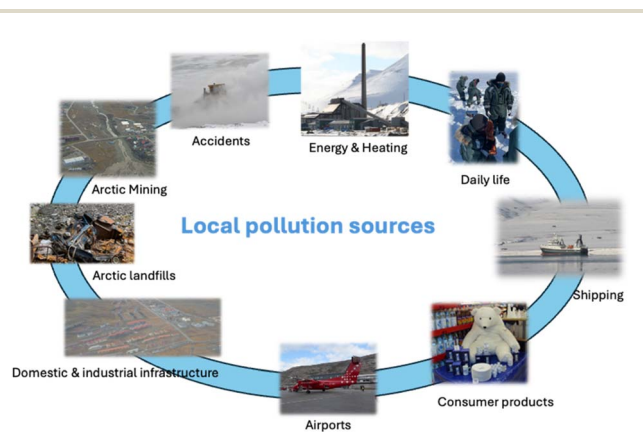 Accidents
Energy & Heating
Daily life
Arctic Mining
Local pollution sources
Arctic landfills
Shipping
Domestic & industrial infrastructure
Consumer products
Airports